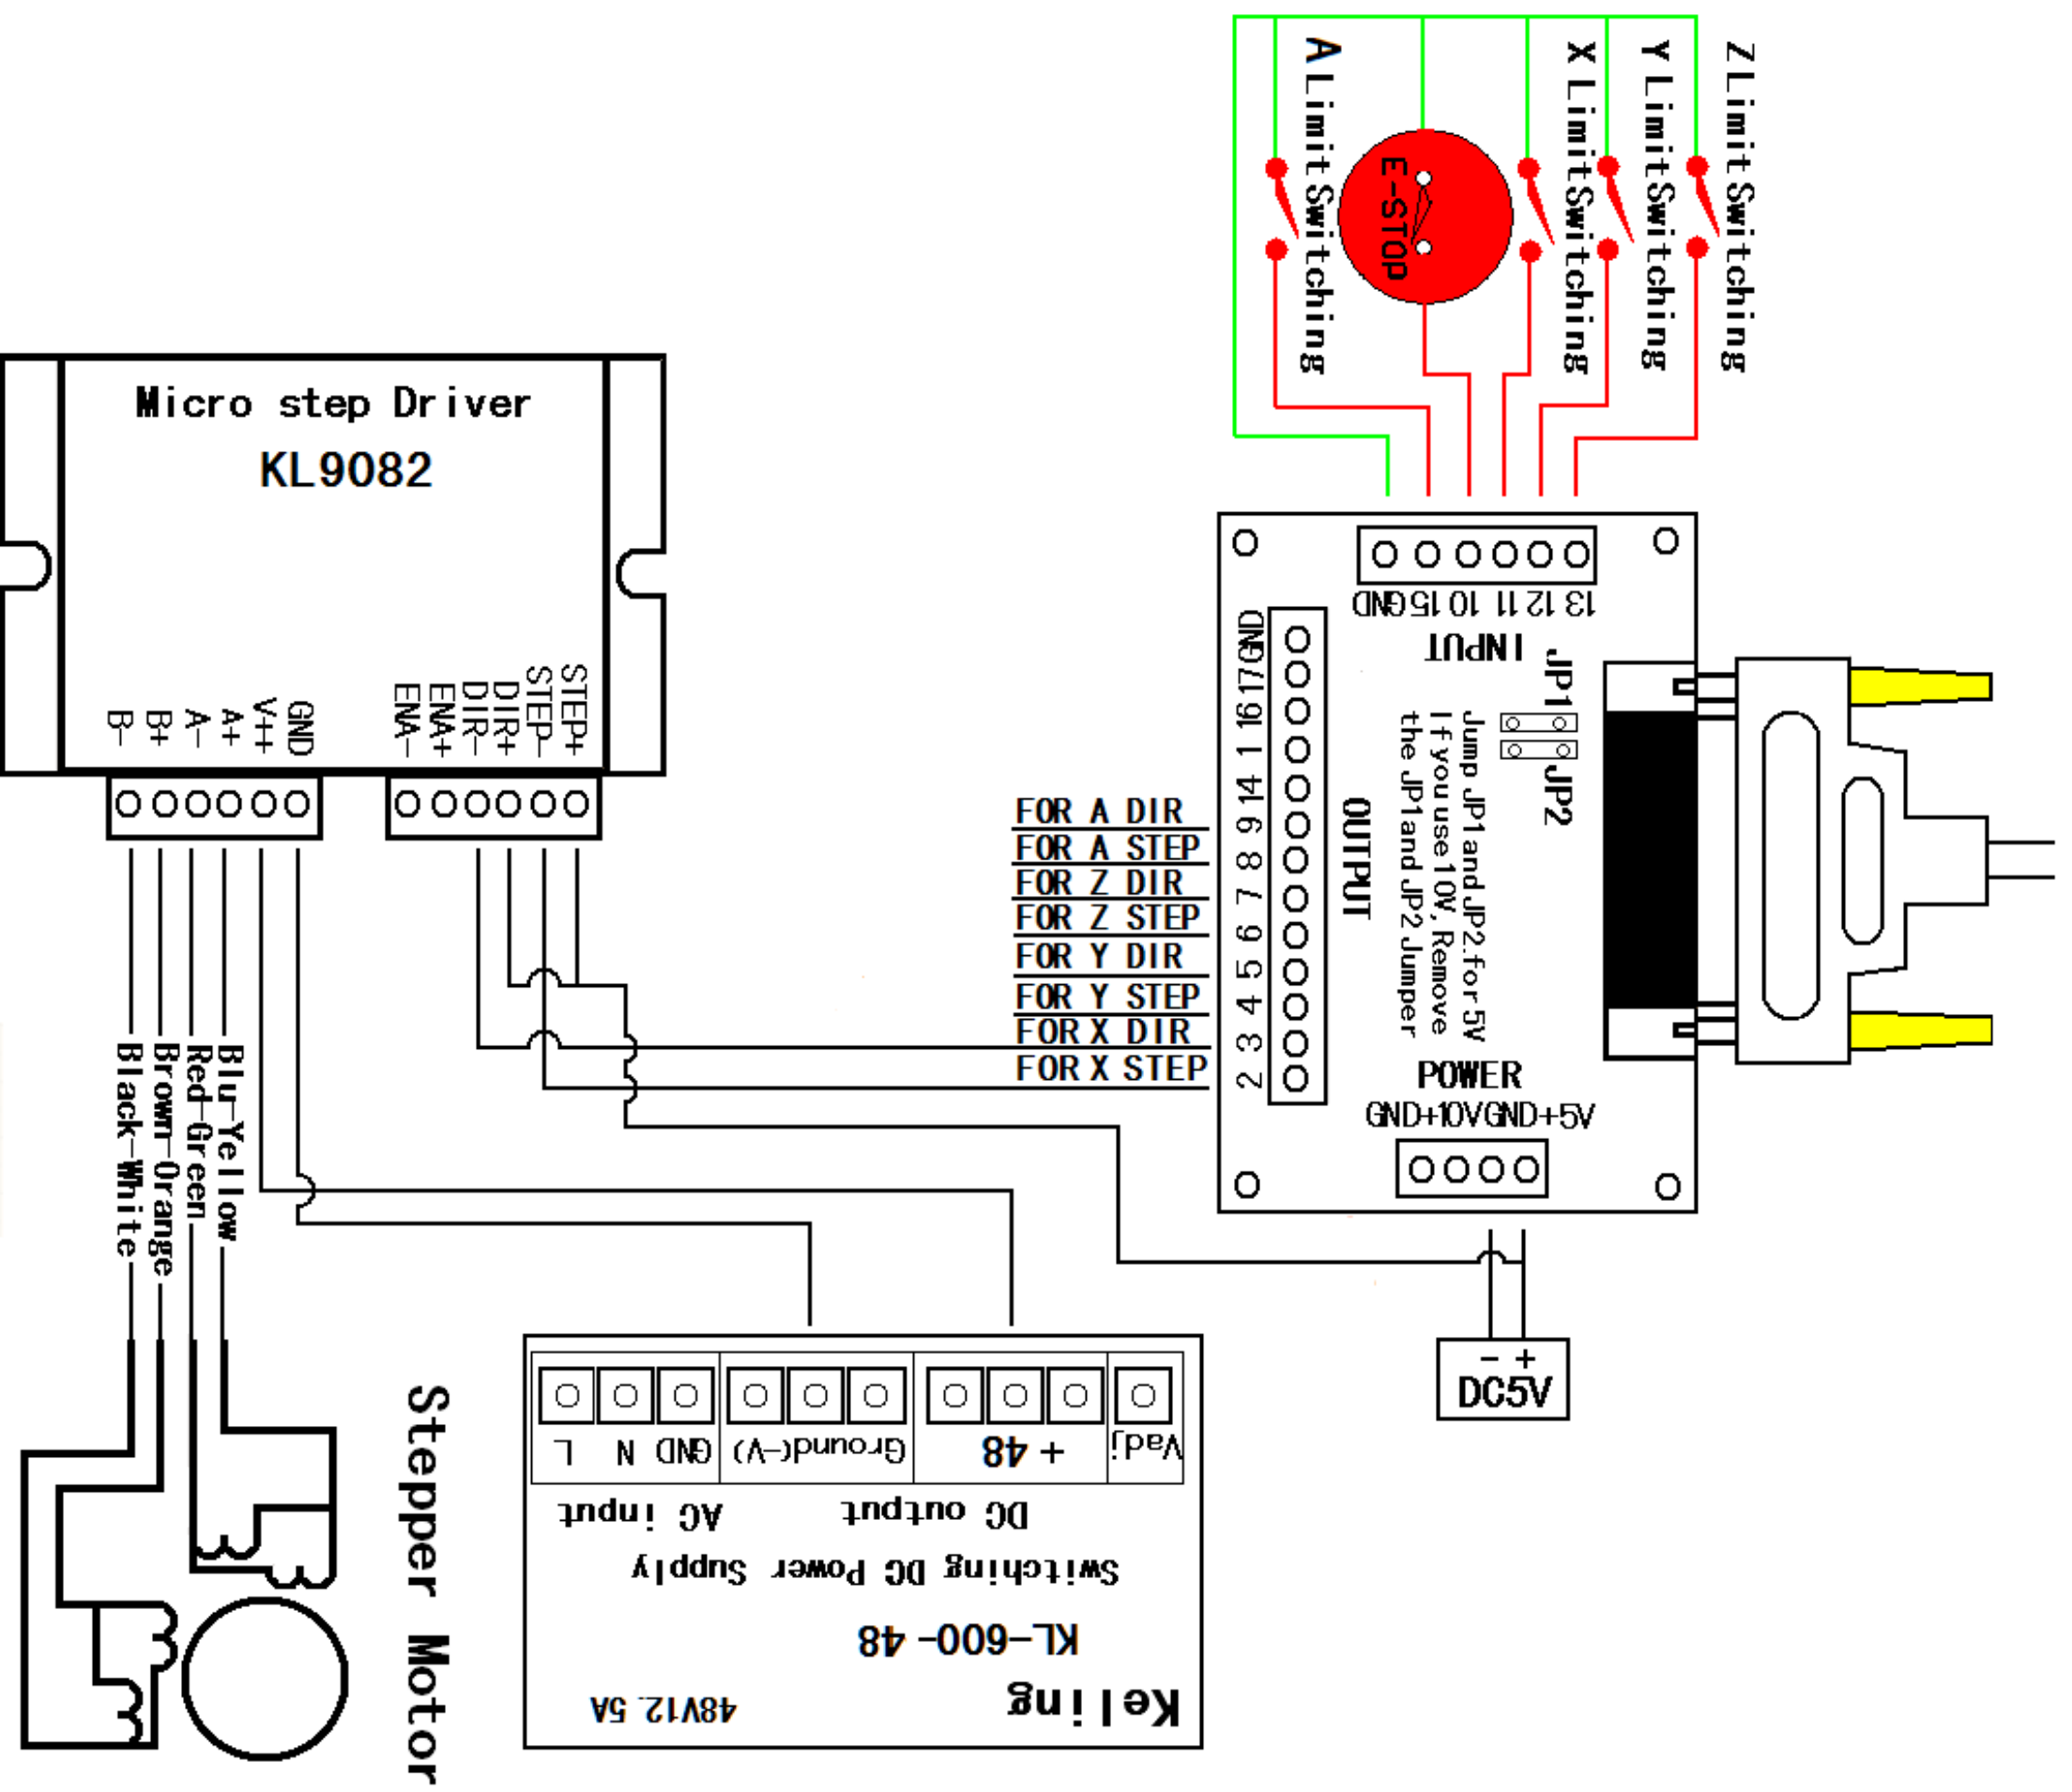 A Limit Switching
E-STOP
X Limit Switching
Y Limit Switching
Z Limit Switching
Micro step Driver
KL9082
B-
B+
A-
A+
V++
GND
ENA-
ENA+
DIR-
DIR+
STEP-
STEP+
GND 15 10 11 12 13
INPUT
JP1
JP2
Jump JP1 and JP2.for 5V
If you use 10V, Remove
the JP1 and JP2 Jumper
GND
17
16
1
14
9
8
7
6
5
4
3
2
OUTPUT
FOR A DIR
FOR A STEP
FOR Z DIR
FOR Z STEP
FOR Y DIR
FOR Y STEP
FOR X DIR
FOR X STEP
POWER
GND+10VGND+5V
- +
DC5V
Blu-Yellow
Red-Green
Brown-Orange
Black-White
Stepper Motor
L N GND Ground(-V) + 48 Vadj
AC input DC output
Switching DC Power Supply
KL-600-48
Keling
48V12.5A